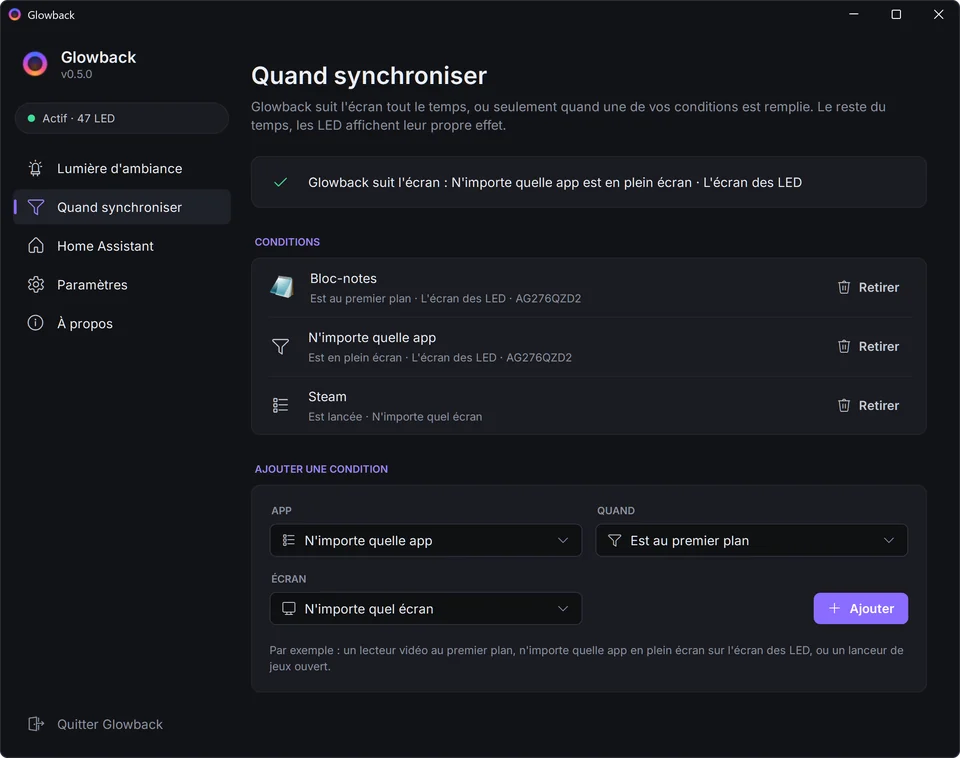 Glowback
Glowback
v0.5.0
Actif · 47 LED
Lumière d'ambiance
Quand synchroniser
Home Assistant
Paramètres
À propos
Quitter Glowback
Quand synchroniser
Glowback suit l'écran tout le temps, ou seulement quand une de vos conditions est remplie. Le reste du
temps, les LED affichent leur propre effet.
Glowback suit l'écran : N'importe quelle app est en plein écran · L'écran des LED
CONDITIONS
Bloc-notes
Est au premier plan · L'écran des LED · AG276QZD2
Retirer
N'importe quelle app
Est en plein écran · L'écran des LED · AG276QZD2
Retirer
Steam
Est lancée · N'importe quel écran
Retirer
AJOUTER UNE CONDITION
APP
N'importe quelle app
QUAND
Est au premier plan
ÉCRAN
N'importe quel écran
Ajouter
Par exemple : un lecteur vidéo au premier plan, n'importe quelle app en plein écran sur l'écran des LED, ou un lanceur de
jeux ouvert.